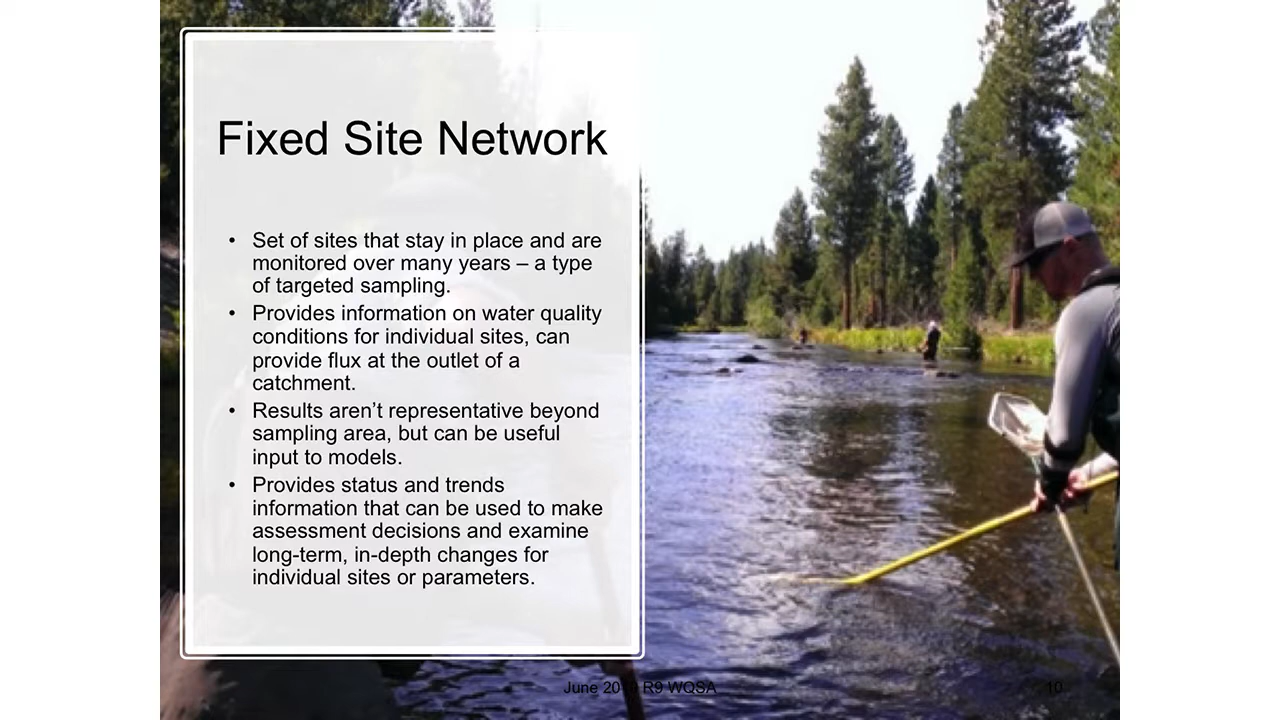 Fixed Site Network
• Set of sites that stay in place and are
monitored over many years – a type
of targeted sampling.
• Provides information on water quality
conditions for individual sites, can
provide flux at the outlet of a
catchment.
• Results aren’t representative beyond
sampling area, but can be useful
input to models.
• Provides status and trends
information that can be used to make
assessment decisions and examine
long-term, in-depth changes for
individual sites or parameters.
June R9 WQSA
10